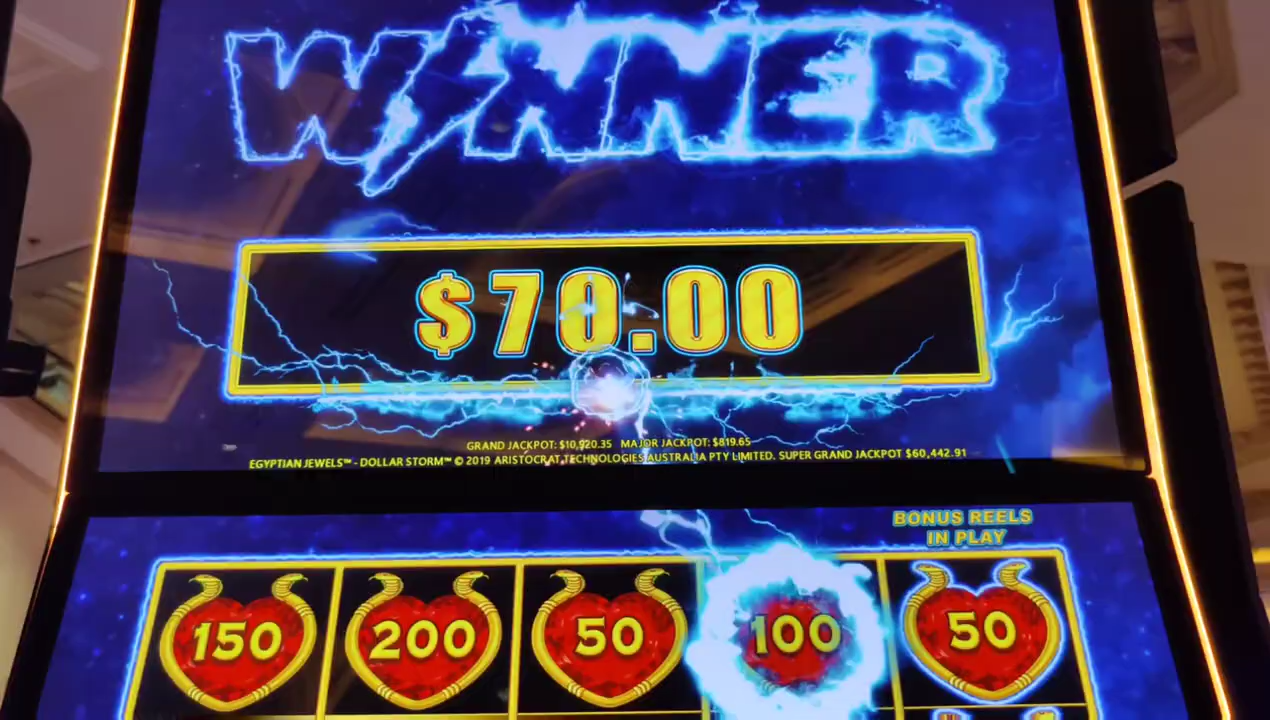 WINNER
$70.00
GRAND JACKPOT: $10,920.35 MAJOR JACKPOT: $819.65
EGYPTIAN JEWELS™ - DOLLAR STORM™ © 2019 ARISTOCRAT TECHNOLOGIES AUSTRALIA PTY LIMITED. SUPER GRAND JACKPOT $60,442.91
BONUS REELS
IN PLAY
150 200 50 100 50